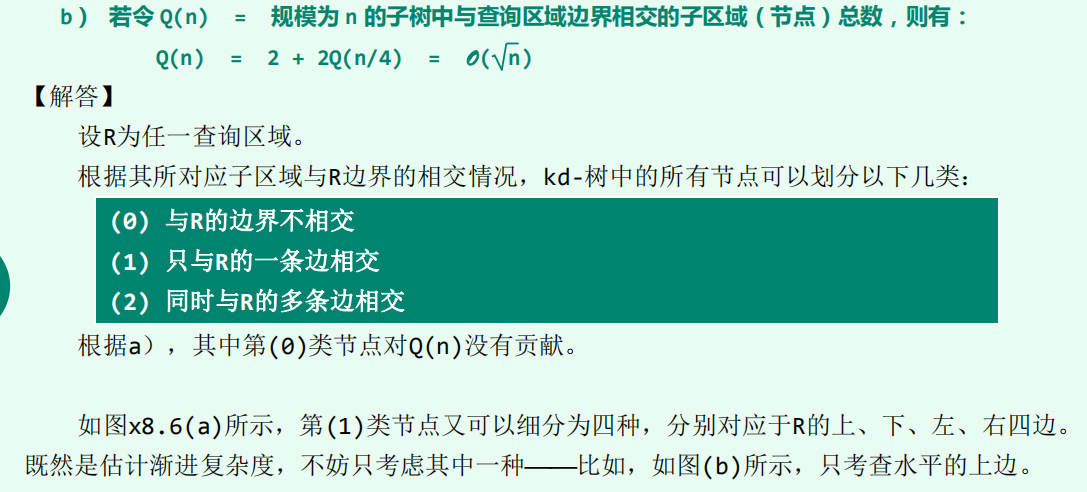 b） 若令 Q(n) = 规模为 n 的子树中与查询区域边界相交的子区域（节点）总数，则有：
Q(n) = 2 + 2Q(n/4) = O(√n)
【解答】
设R为任一查询区域。
根据其所对应子区域与R边界的相交情况，kd-树中的所有节点可以划分以下几类：
(0) 与R的边界不相交
(1) 只与R的一条边相交
(2) 同时与R的多条边相交
根据a），其中第(0)类节点对Q(n)没有贡献。
如图x8.6(a)所示，第(1)类节点又可以细分为四种，分别对应于R的上、下、左、右四边。
既然是估计渐进复杂度，不妨只考虑其中一种——比如，如图(b)所示，只考查水平的上边。